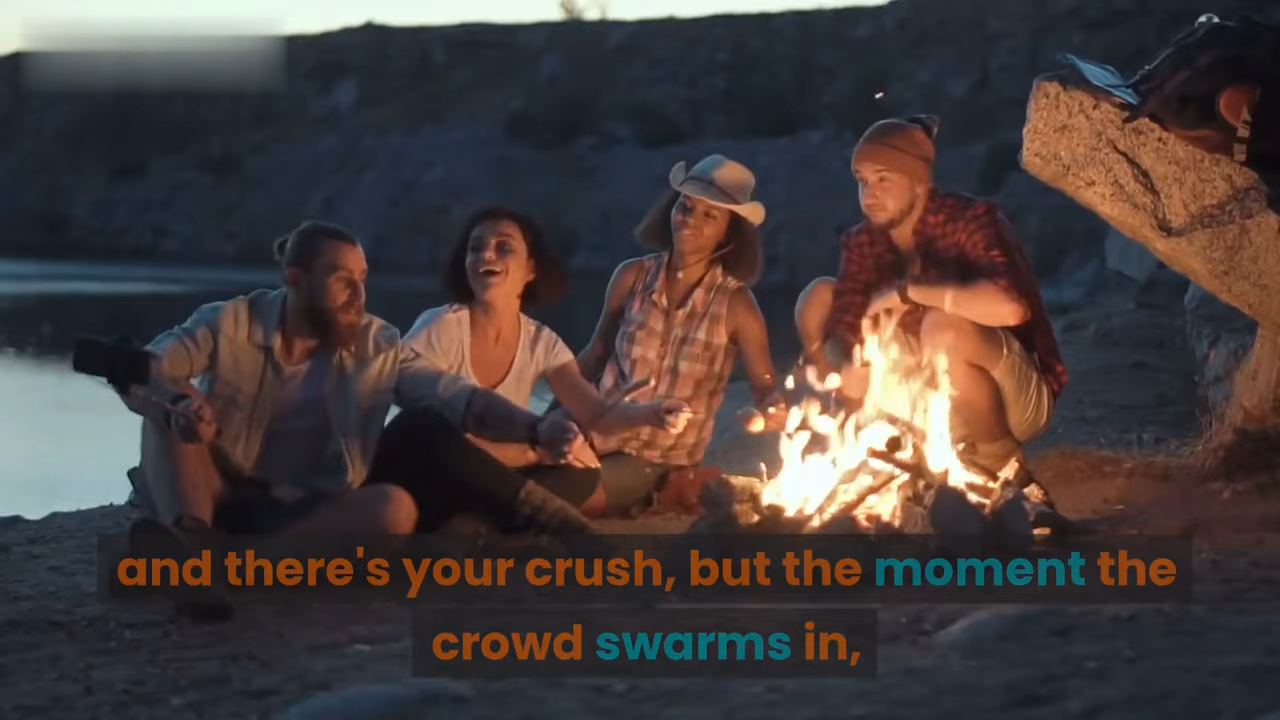 and there's your crush, but the moment the
crowd swarms in,